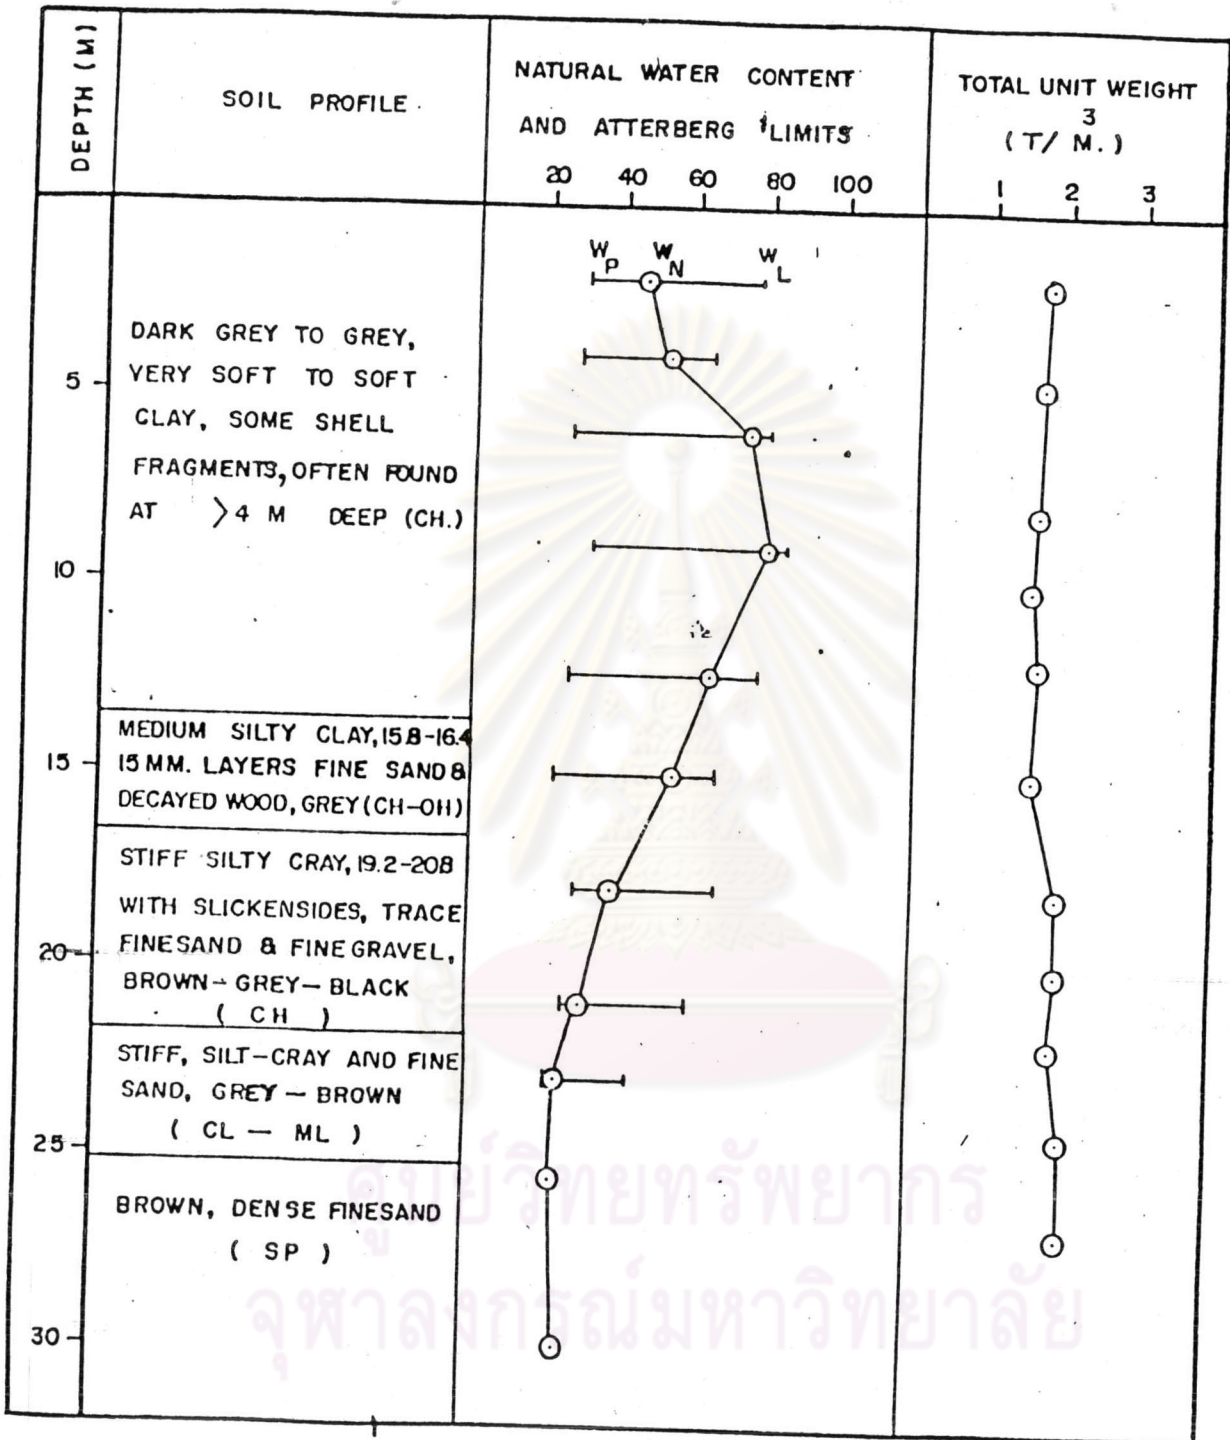 DEPTH (M)
SOIL PROFILE
NATURAL WATER CONTENT
AND ATTERBERG LIMITS
20 40 60 80 100
TOTAL UNIT WEIGHT
3
(T/ M.)
1 2 3
W P W N W L
DARK GREY TO GREY,
VERY SOFT TO SOFT
CLAY, SOME SHELL
FRAGMENTS, OFTEN FOUND
AT >4 M DEEP (CH.)
5
10
MEDIUM SILTY CLAY, 15.8-16.4
15 MM. LAYERS FINE SAND &
DECAYED WOOD, GREY (CH-OH)
15
STIFF SILTY CRAY, 19.2-20.8
WITH SLICKENSIDES, TRACE
FINESAND & FINEGRAVEL,
BROWN-GREY-BLACK
( CH )
20
STIFF, SILT-CRAY AND FINE
SAND, GREY - BROWN
( CL - ML )
25
BROWN, DENSE FINESAND
( SP )
30
ศูนย์วิทยทรัพยากร
จุฬาลงกรณ์มหาวิทยาลัย